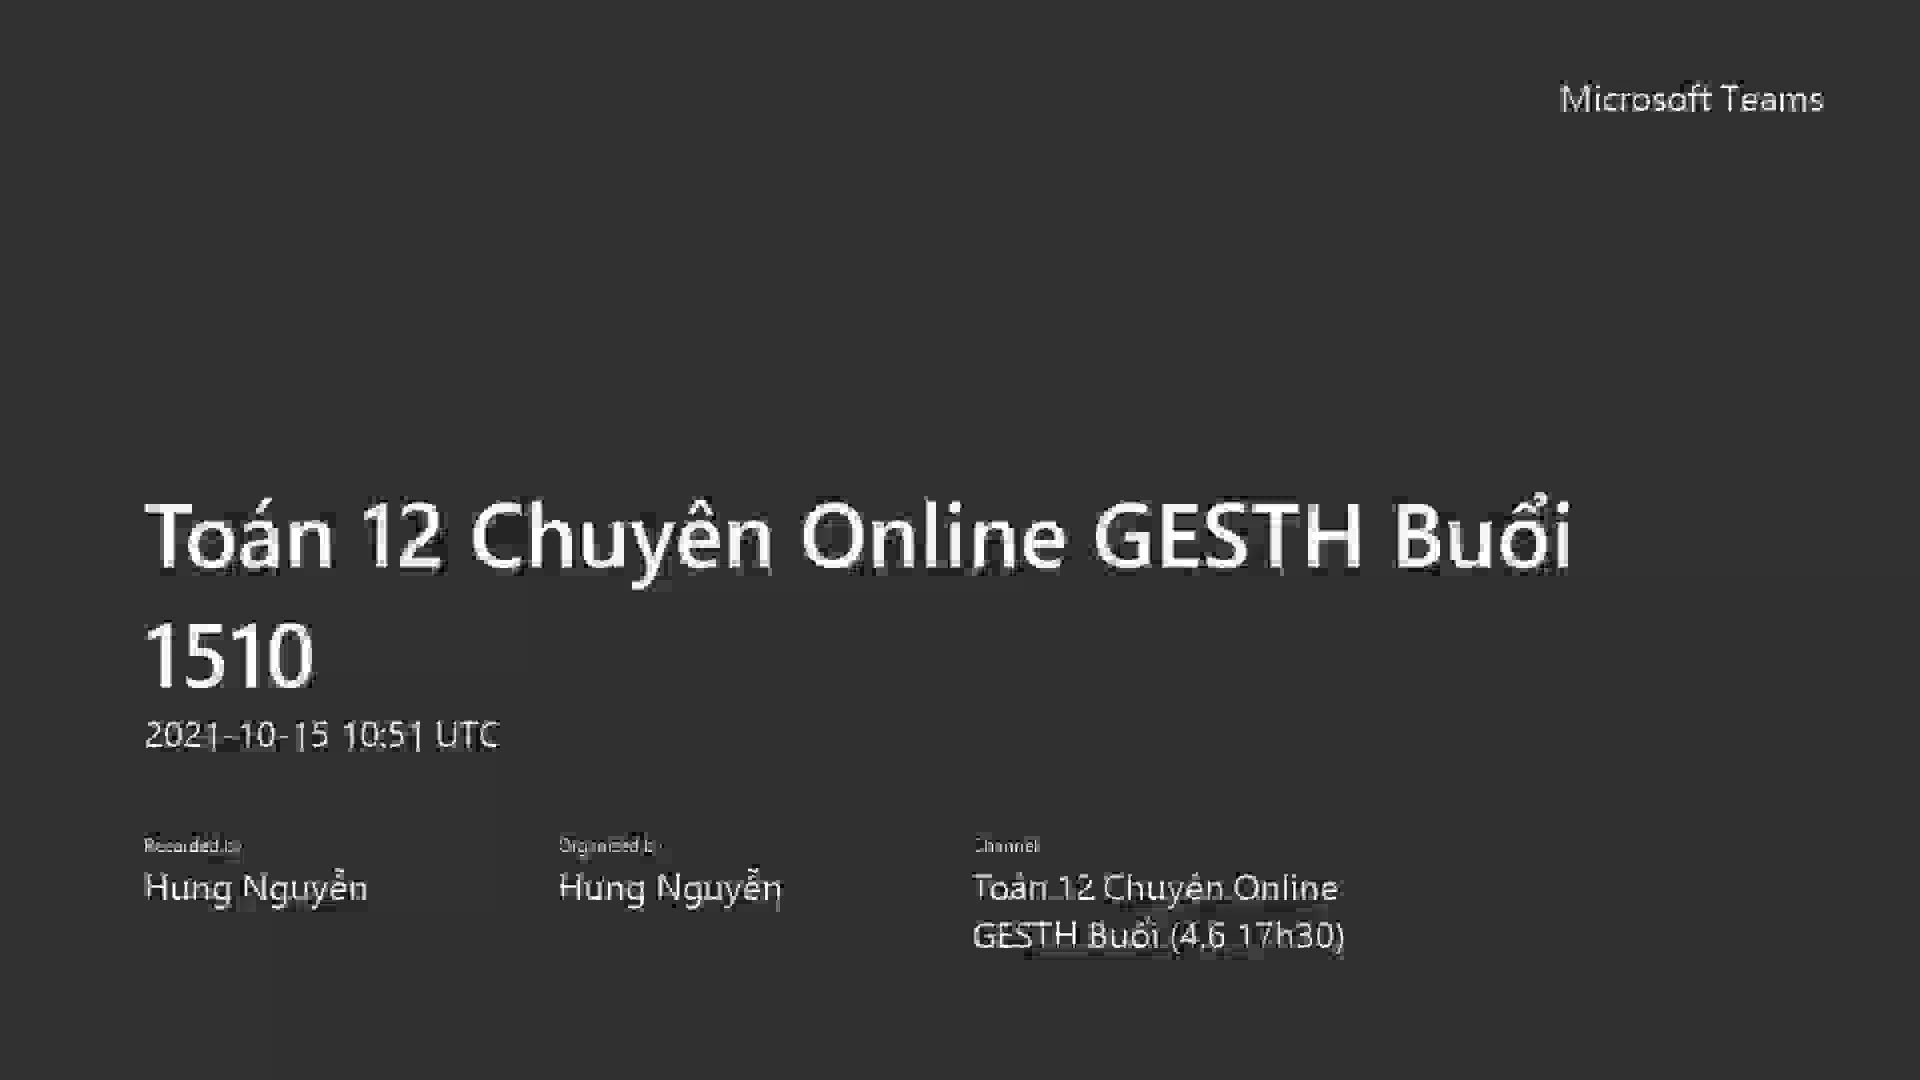 Microsoft Teams
Toán 12 Chuyên Online GESTH Buổi
1510
2021-10-15 10:51 UTC
Recorded by
Organized by
Channel
Hưng Nguyễn
Hưng Nguyễn
Toán 12 Chuyên Online
GESTH Buổi (4.6 17h30)